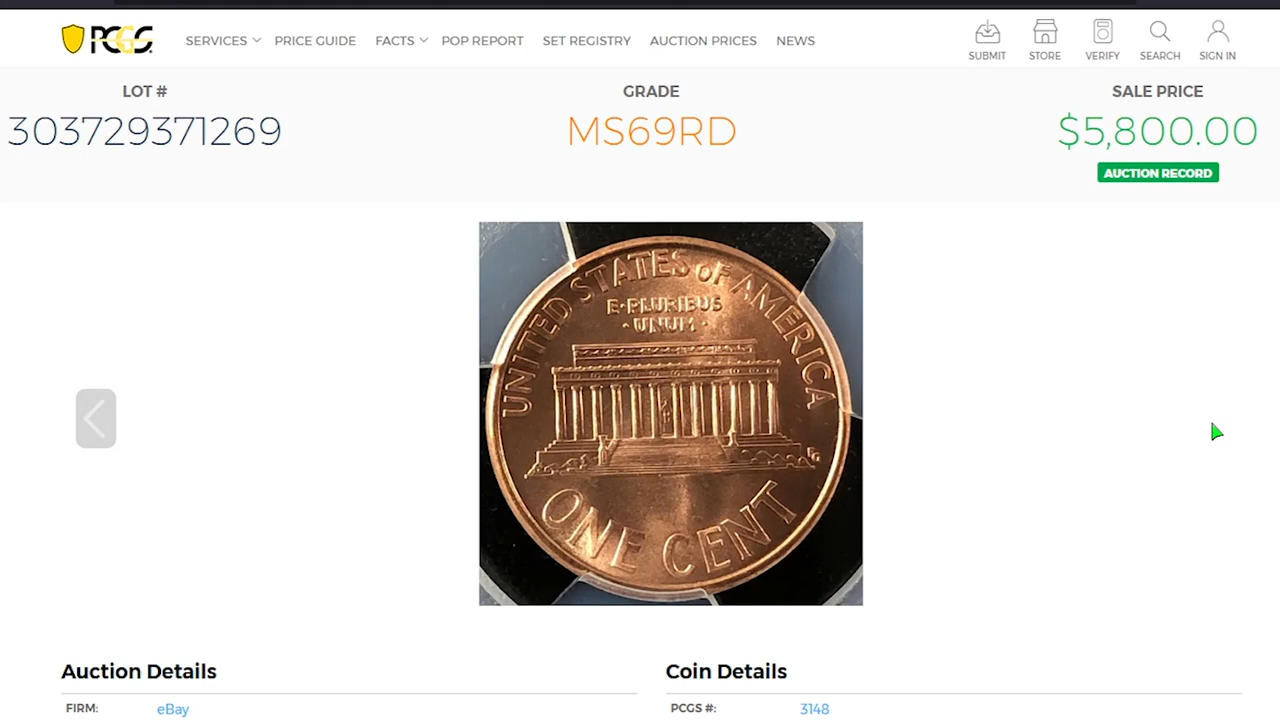 PCGS SERVICES PRICE GUIDE FACTS POP REPORT SET REGISTRY AUCTION PRICES NEWS SUBMIT STORE VERIFY SEARCH SIGN IN
LOT # GRADE SALE PRICE
303729371269 MS69RD $5,800.00
AUCTION RECORD
UNITED STATES OF AMERICA
E·PLURIBUS
·UNUM·
FG
ONE CENT
Auction Details Coin Details
FIRM: eBay PCGS #: 3148